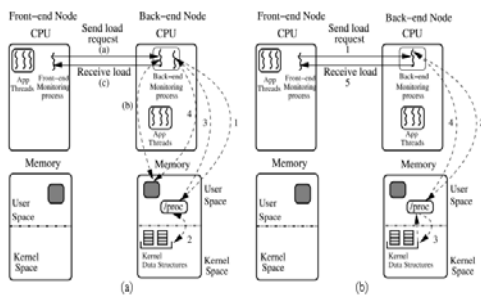 Front-end Node
CPU
Send load
request
(a)
Receive load
(c)
Back-end Node
CPU
App
Threads
Front-end
Monitoring
process
Back-end
Monitoring
process
(b)
4
3
1
App
Threads
Memory
User
Space
Kernel
Space
Memory
User
Space
/proc
2
Kernel
Data Structures
Kernel
Space
(a)
Front-end Node
CPU
Send load
request
1
Receive load
5
Back-end Node
CPU
App
Threads
Front-end
Monitoring
process
Back-end
Monitoring
process
4
App
Threads
Memory
User
Space
Kernel
Space
Memory
User
Space
/proc
3
Kernel
Data Structures
Kernel
Space
(b)